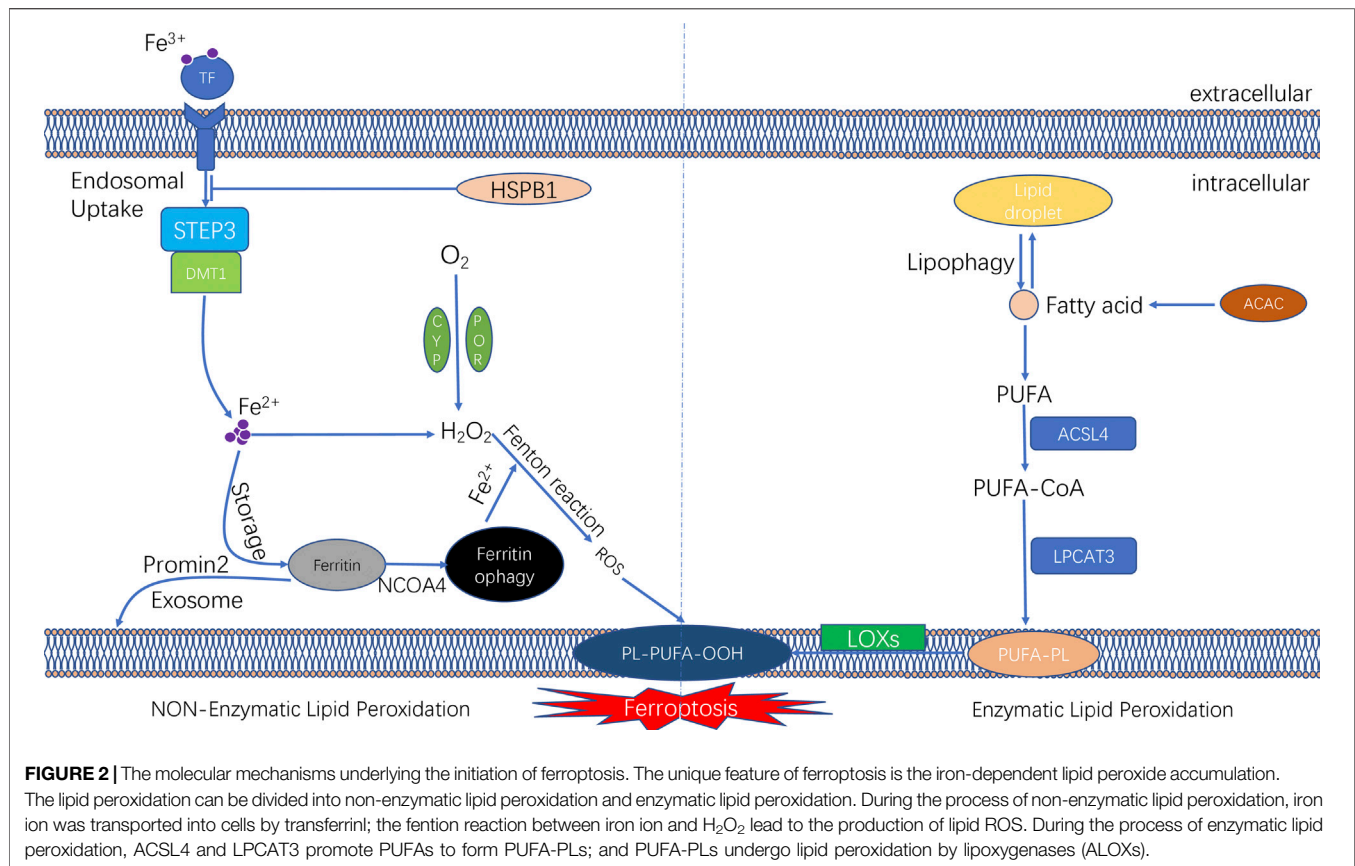 Fe³⁺
TF
extracellular
Endosomal
Uptake
HSPB1
intracellular
STEP3
DMT1
O₂
C
Y
P
P
O
R
Lipid
droplet
Lipophagy
Fatty acid
ACAC
PUFA
ACSL4
PUFA-CoA
LPCAT3
Fe²⁺
H₂O₂
Fenton reaction
Fe²⁺
ROS
Storage
Promin2
Exosome
Ferritin
NCOA4
Ferritin
ophagy
PL-PUFA-OOH
LOXs
PUFA-PL
NON-Enzymatic Lipid Peroxidation
Ferroptosis
Enzymatic Lipid Peroxidation
FIGURE 2 | The molecular mechanisms underlying the initiation of ferroptosis. The unique feature of ferroptosis is the iron-dependent lipid peroxide accumulation.
The lipid peroxidation can be divided into non-enzymatic lipid peroxidation and enzymatic lipid peroxidation. During the process of non-enzymatic lipid peroxidation, iron
ion was transported into cells by transferrinl; the fention reaction between iron ion and H₂O₂ lead to the production of lipid ROS. During the process of enzymatic lipid
peroxidation, ACSL4 and LPCAT3 promote PUFAs to form PUFA-PLs; and PUFA-PLs undergo lipid peroxidation by lipoxygenases (ALOXs).